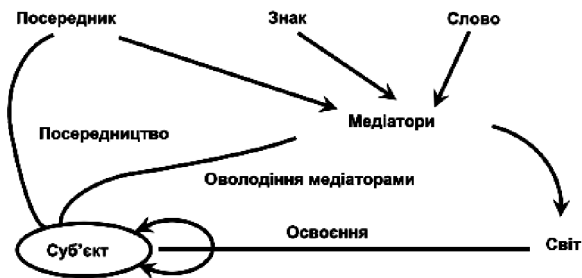 Посередник
Знак
Слово
Медіатори
Посередництво
Оволодіння медіаторами
Освоєння
Суб'єкт
Світ